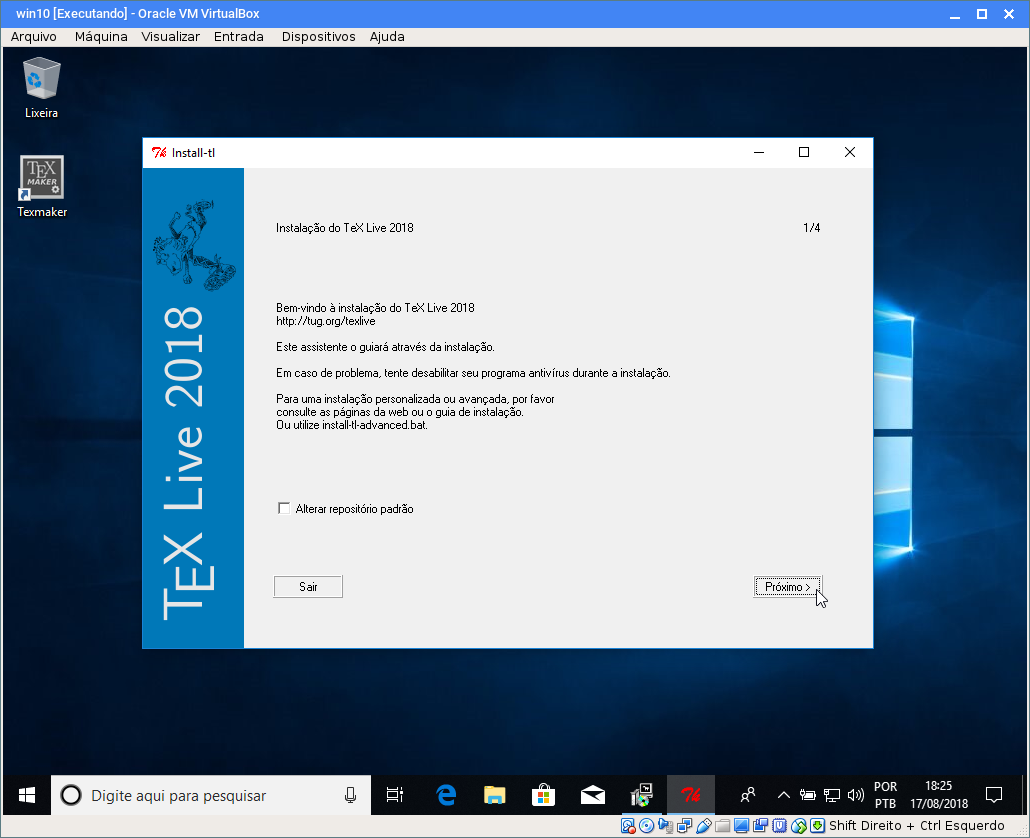 win10 [Executando] - Oracle VM VirtualBox
Arquivo Máquina Visualizar Entrada Dispositivos Ajuda
Lixeira
TEX
MAKER
Texmaker
Install-tl
TEX Live 2018
Instalação do TeX Live 2018 1/4
Bem-vindo à instalação do TeX Live 2018
http://tug.org/texlive
Este assistente o guiará através da instalação.
Em caso de problema, tente desabilitar seu programa antivírus durante a instalação.
Para uma instalação personalizada ou avançada, por favor
consulte as páginas da web ou o guia de instalação.
Ou utilize install-tl-advanced.bat.
Alterar repositório padrão
Sair Próximo >
Digite aqui para pesquisar
POR
PTB
18:25
17/08/2018
Shift Direito + Ctrl Esquerdo